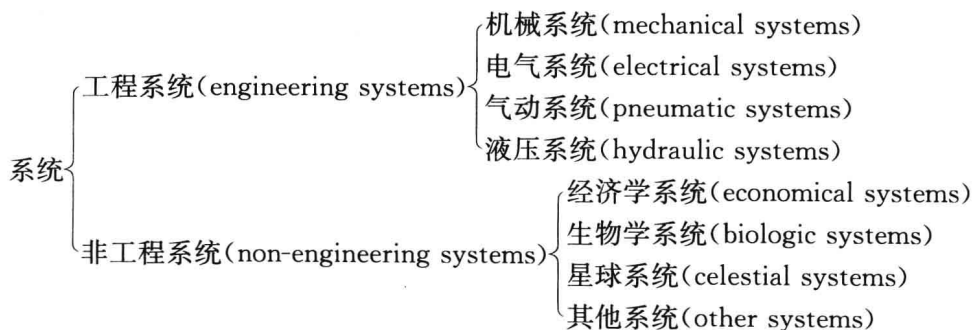 系统
工程系统(engineering systems)
机械系统(mechanical systems)
电气系统(electrical systems)
气动系统(pneumatic systems)
液压系统(hydraulic systems)
非工程系统(non-engineering systems)
经济学系统(economical systems)
生物学系统(biologic systems)
星球系统(celestial systems)
其他系统(other systems)